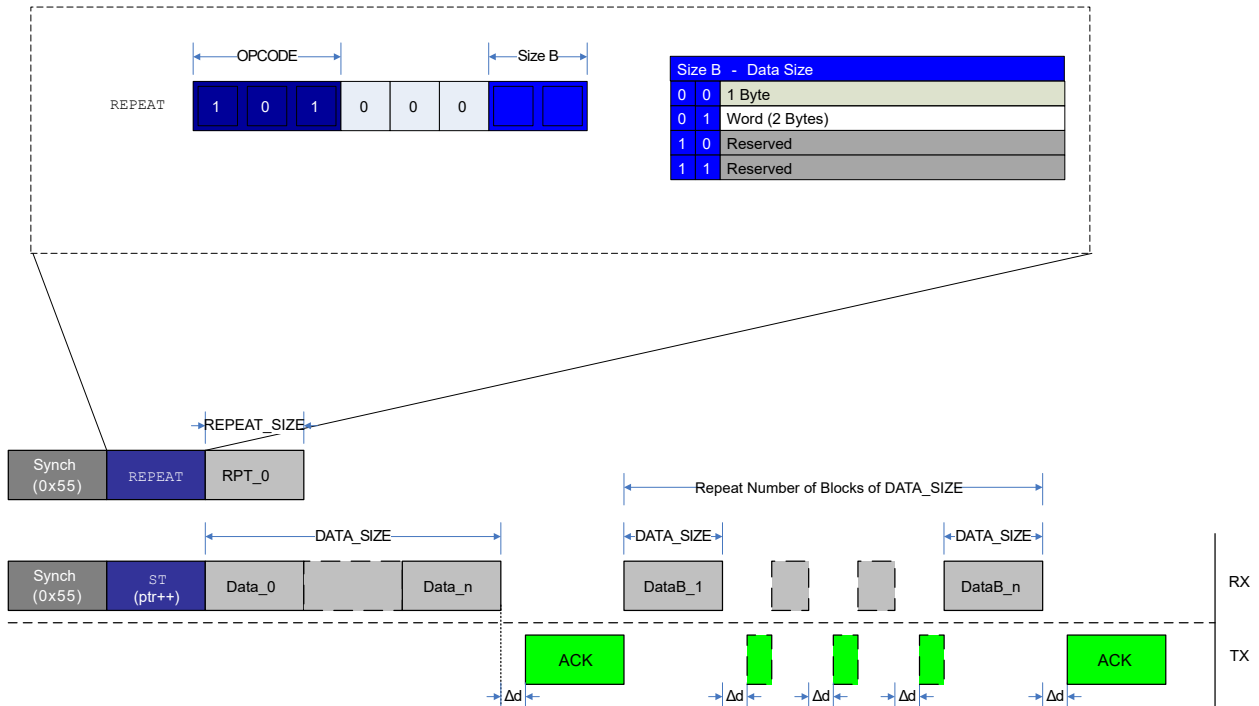 OPCODE
Size B
REPEAT
1 0 1 0 0 0
Size B - Data Size
0 0 1 Byte
0 1 Word (2 Bytes)
1 0 Reserved
1 1 Reserved
REPEAT_SIZE
Synch
(0x55)
REPEAT
RPT_0
Repeat Number of Blocks of DATA_SIZE
DATA_SIZE
DATA_SIZE
DATA_SIZE
Synch
(0x55)
ST
(ptr++)
Data_0
Data_n
DataB_1
DataB_n
RX
ACK
ACK
TX
Δd
Δd
Δd
Δd
Δd